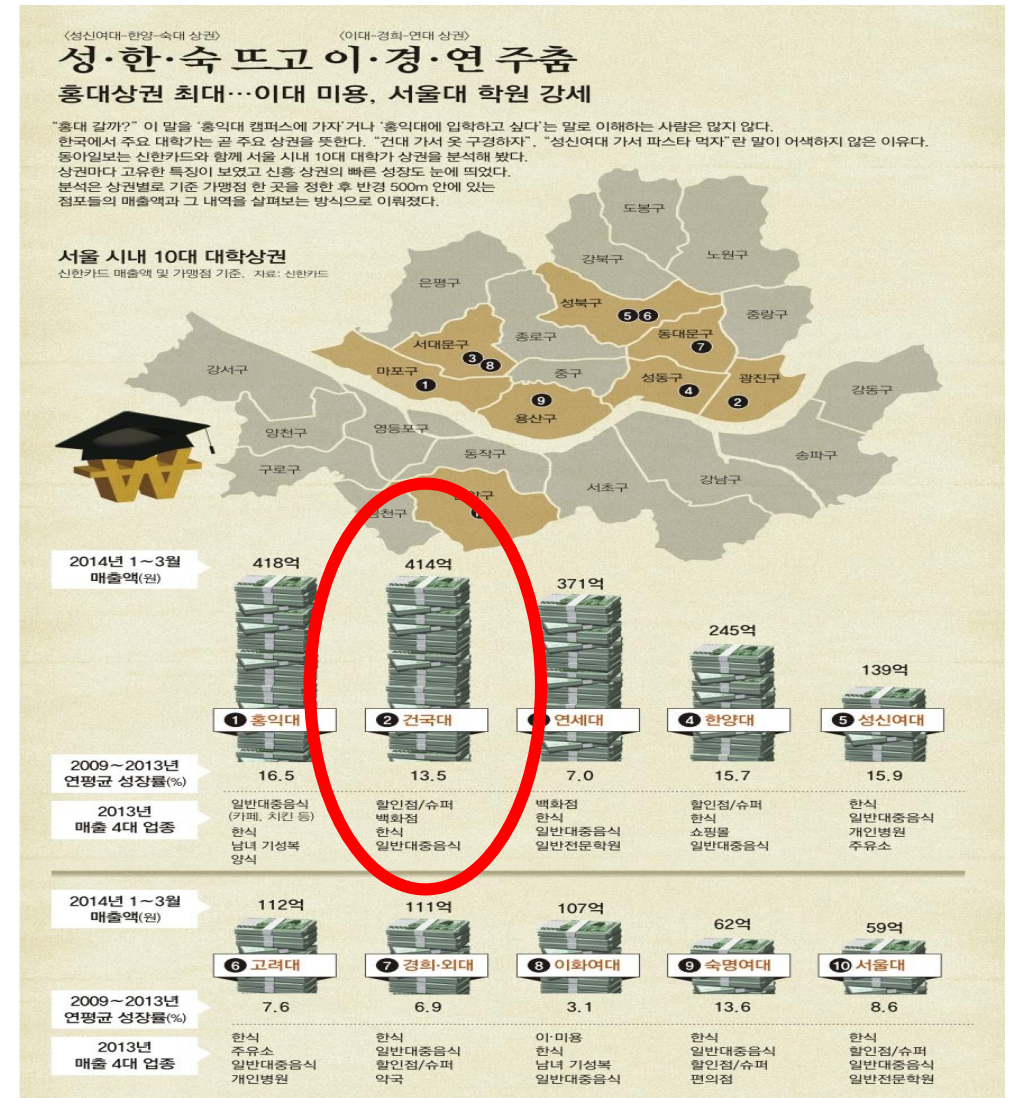 〈성신여대-한양-숙대 상권〉 〈이대-경희-연대 상권〉
성·한·숙 뜨고 이·경·연 주춤
홍대상권 최대…이대 미용, 서울대 학원 강세
“홍대 갈까?” 이 말을 ‘홍익대 캠퍼스에 가자’거나 ‘홍익대에 입학하고 싶다’는 말로 이해하는 사람은 많지 않다.
한국에서 주요 대학가는 곧 주요 상권을 뜻한다. “건대 가서 옷 구경하자”, “성신여대 가서 파스타 먹자”란 말이 어색하지 않은 이유다.
동아일보는 신한카드와 함께 서울 시내 10대 대학가 상권을 분석해 봤다.
상권마다 고유한 특징이 보였고 신흥 상권의 빠른 성장도 눈에 띄었다.
분석은 상권별로 기준 가맹점 한 곳을 정한 후 반경 500m 안에 있는
점포들의 매출액과 그 내역을 살펴보는 방식으로 이뤄졌다.
서울 시내 10대 대학상권
신한카드 매출액 및 가맹점 기준. 자료: 신한카드
도봉구
강북구
노원구
은평구
성북구
5 6
중랑구
종로구
동대문구
7
서대문구
3 8
마포구
1
중구
성동구
4
광진구
2
강서구
강동구
9
용산구
양천구
영등포구
동작구
송파구
구로구
서초구
강남구
2014년 1~3월
매출액(원)
418억 414억 371억 245억 139억
1 홍익대 2 건국대 연세대 4 한양대 5 성신여대
2009~2013년
연평균 성장률(%)
16.5 13.5 7.0 15.7 15.9
2013년
매출 4대 업종
일반대중음식
(카페, 치킨 등)
한식
남녀 기성복
양식
할인점/슈퍼
백화점
한식
일반대중음식
백화점
한식
일반대중음식
일반전문학원
할인점/슈퍼
한식
쇼핑몰
일반대중음식
한식
일반대중음식
개인병원
주유소
2014년 1~3월
매출액(원)
112억 111억 107억 62억 59억
6 고려대 7 경희·외대 8 이화여대 9 숙명여대 10 서울대
2009~2013년
연평균 성장률(%)
7.6 6.9 3.1 13.6 8.6
2013년
매출 4대 업종
한식
주유소
일반대중음식
개인병원
한식
일반대중음식
할인점/슈퍼
약국
이·미용
한식
남녀 기성복
일반대중음식
한식
일반대중음식
할인점/슈퍼
편의점
한식
할인점/슈퍼
일반대중음식
일반전문학원